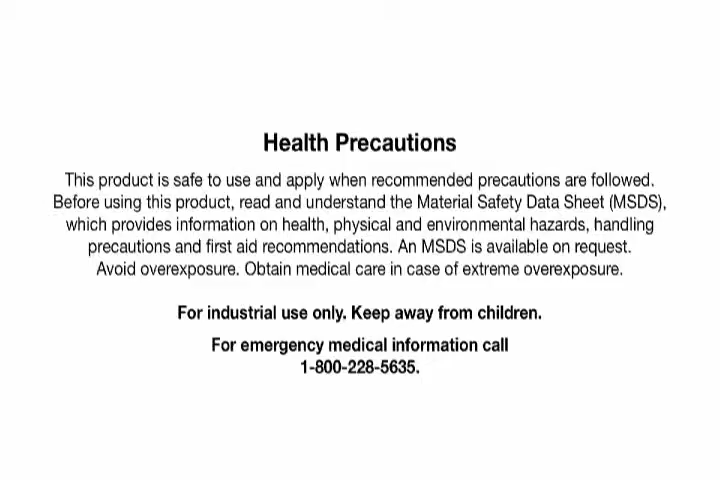 Health Precautions
This product is safe to use and apply when recommended precautions are followed.
Before using this product, read and understand the Material Safety Data Sheet (MSDS),
which provides information on health, physical and environmental hazards, handling
precautions and first aid recommendations. An MSDS is available on request.
Avoid overexposure. Obtain medical care in case of extreme overexposure.
For industrial use only. Keep away from children.
For emergency medical information call
1-800-228-5635.